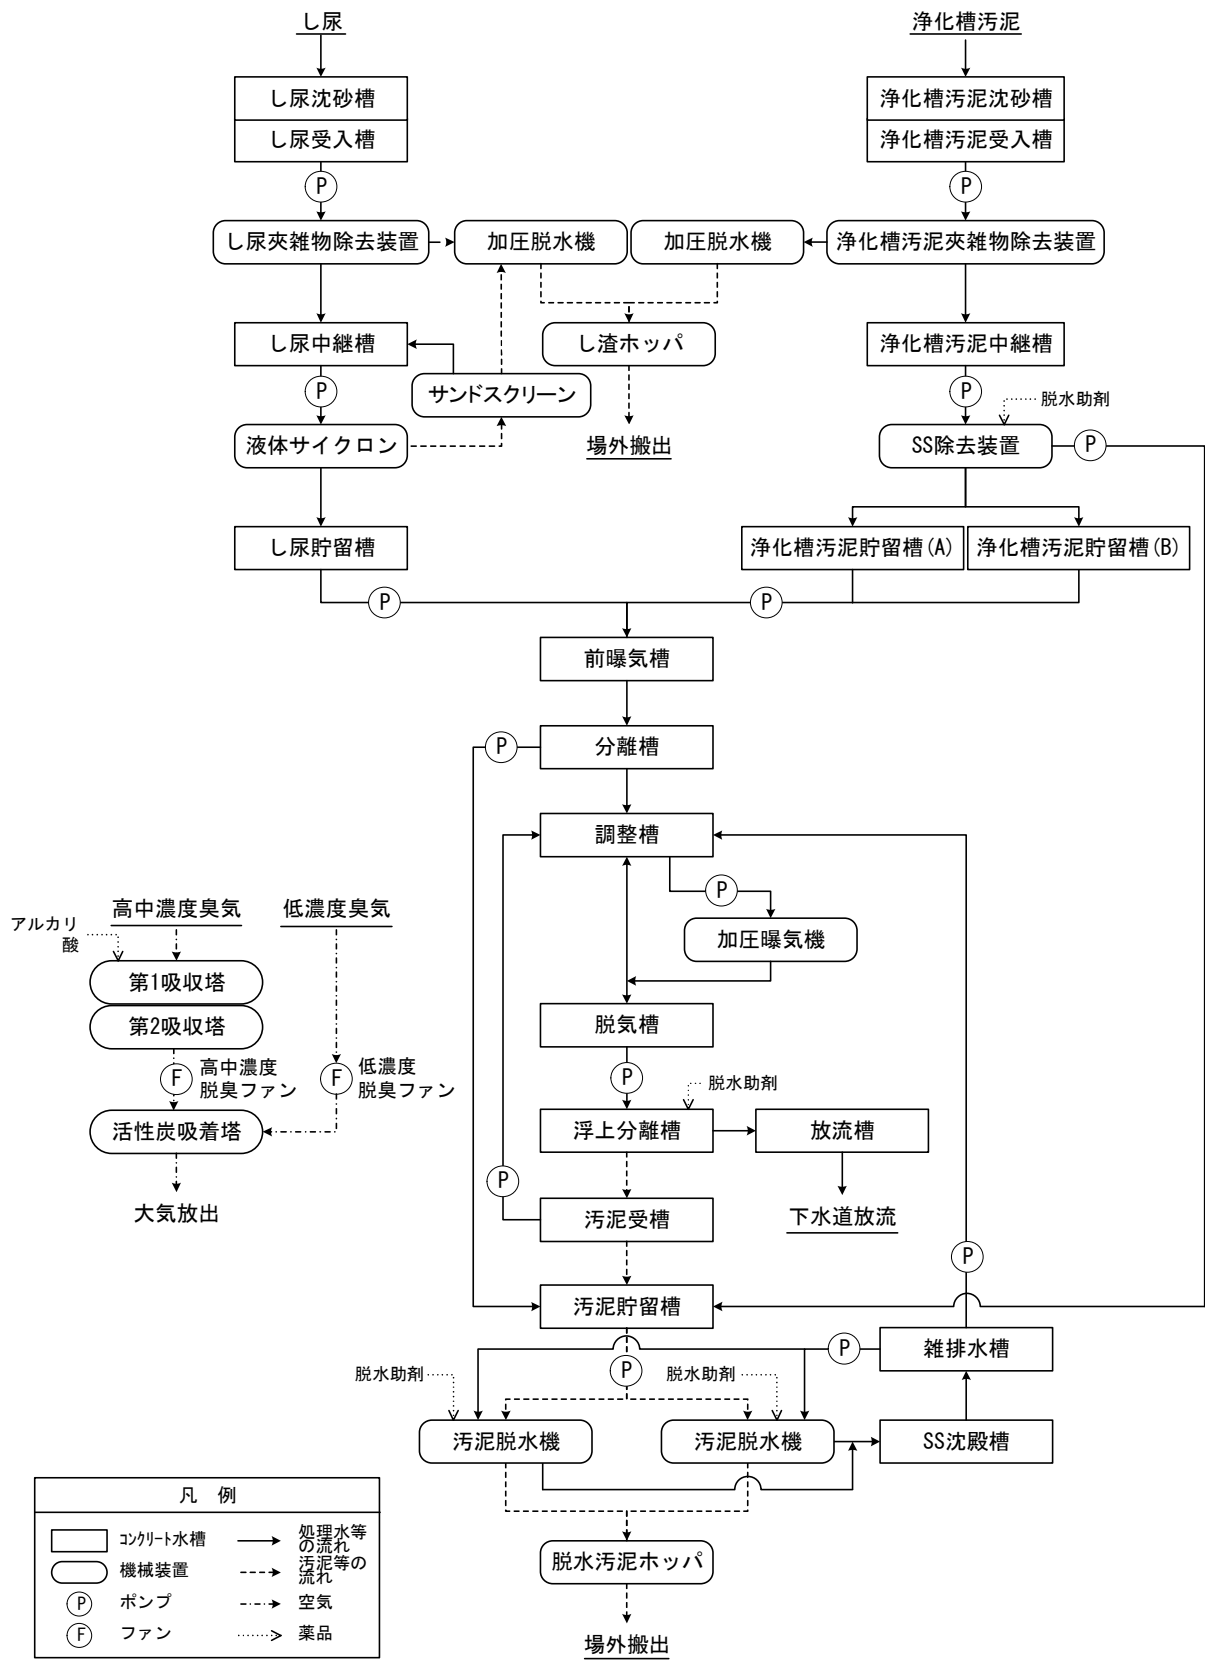 し尿
浄化槽汚泥
し尿沈砂槽
し尿受入槽
浄化槽汚泥沈砂槽
浄化槽汚泥受入槽
P
P
し尿夾雑物除去装置
加圧脱水機
加圧脱水機
浄化槽汚泥夾雑物除去装置
し尿中継槽
し渣ホッパ
浄化槽汚泥中継槽
P
サンドスクリーン
P
脱水助剤
液体サイクロン
場外搬出
SS除去装置
P
し尿貯留槽
浄化槽汚泥貯留槽(A)
浄化槽汚泥貯留槽(B)
P
P
前曝気槽
P
分離槽
調整槽
P
加圧曝気機
高中濃度臭気
低濃度臭気
アルカリ
酸
第1吸収塔
第2吸収塔
脱気槽
F
高中濃度
脱臭ファン
F
低濃度
脱臭ファン
P
脱水助剤
活性炭吸着塔
浮上分離槽
放流槽
P
大気放出
汚泥受槽
下水道放流
P
汚泥貯留槽
P
雑排水槽
P
脱水助剤
脱水助剤
汚泥脱水機
汚泥脱水機
SS沈殿槽
脱水汚泥ホッパ
場外搬出
凡 例
コンクリート水槽
処理水等
の流れ
機械装置
汚泥等の
流れ
P
ポンプ
空気
F
ファン
薬品